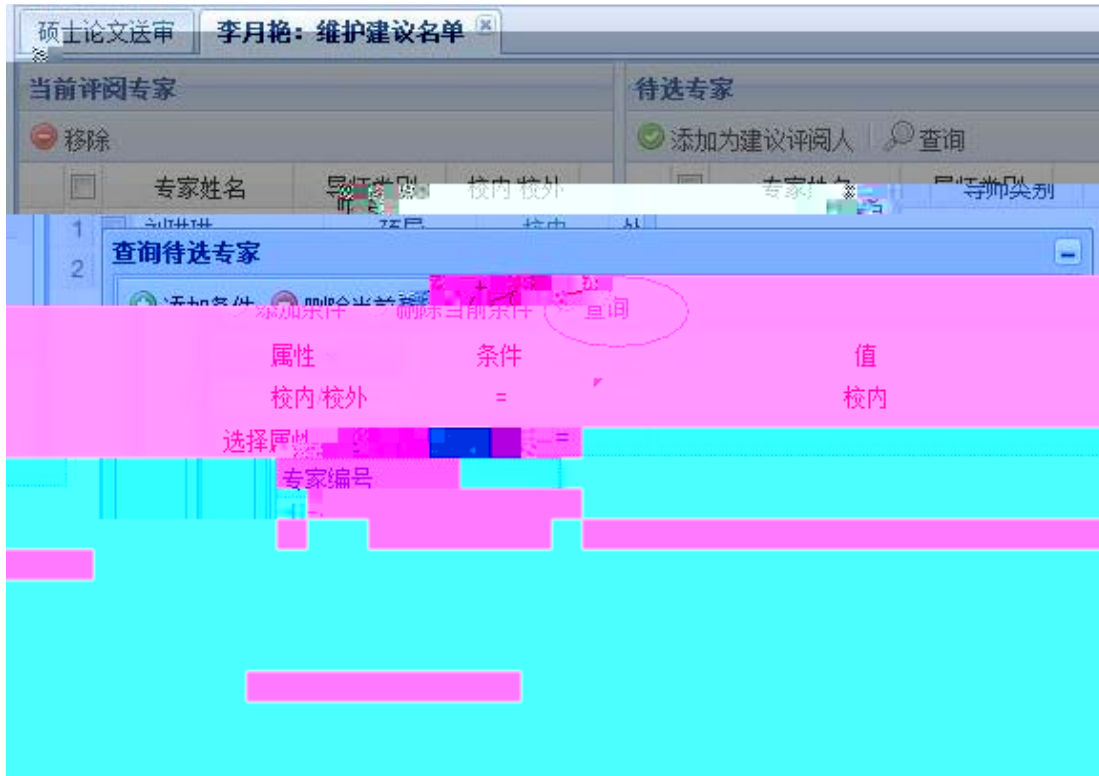 硕士论文送审 李月艳：维护建议名单
当前评阅专家 待选专家
移除 添加为建议评阅人 查询
专家姓名 导师类别 校内/校外 专家姓名 导师类别
1
2 查询待选专家
添加条件 删除当前条件 查询
属性 条件 值
校内/校外 = 校内
选择属性 =
专家编号